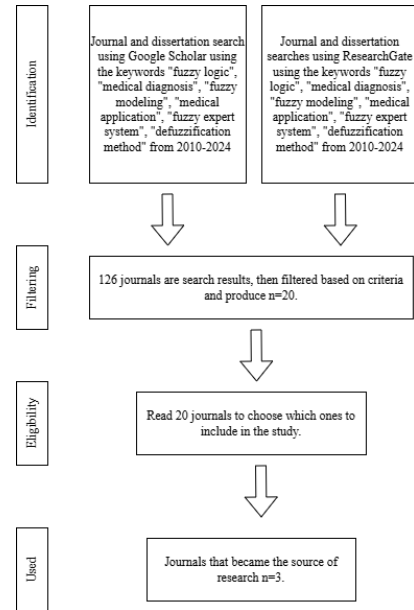 Identification
Journal and dissertation search
using Google Scholar using
the keywords "fuzzy logic",
"medical diagnosis", "fuzzy
modeling", "medical
application", "fuzzy expert
system", "defuzzification
method" from 2010-2024
Journal and dissertation
searches using ResearchGate
using the keywords "fuzzy
logic", "medical diagnosis",
"fuzzy modeling", "medical
application", "fuzzy expert
system", "defuzzification
method" from 2010-2024
Filtering
126 journals are search results, then filtered based on criteria
and produce n=20.
Eligibility
Read 20 journals to choose which ones to
include in the study.
Used
Journals that became the source of
research n=3.